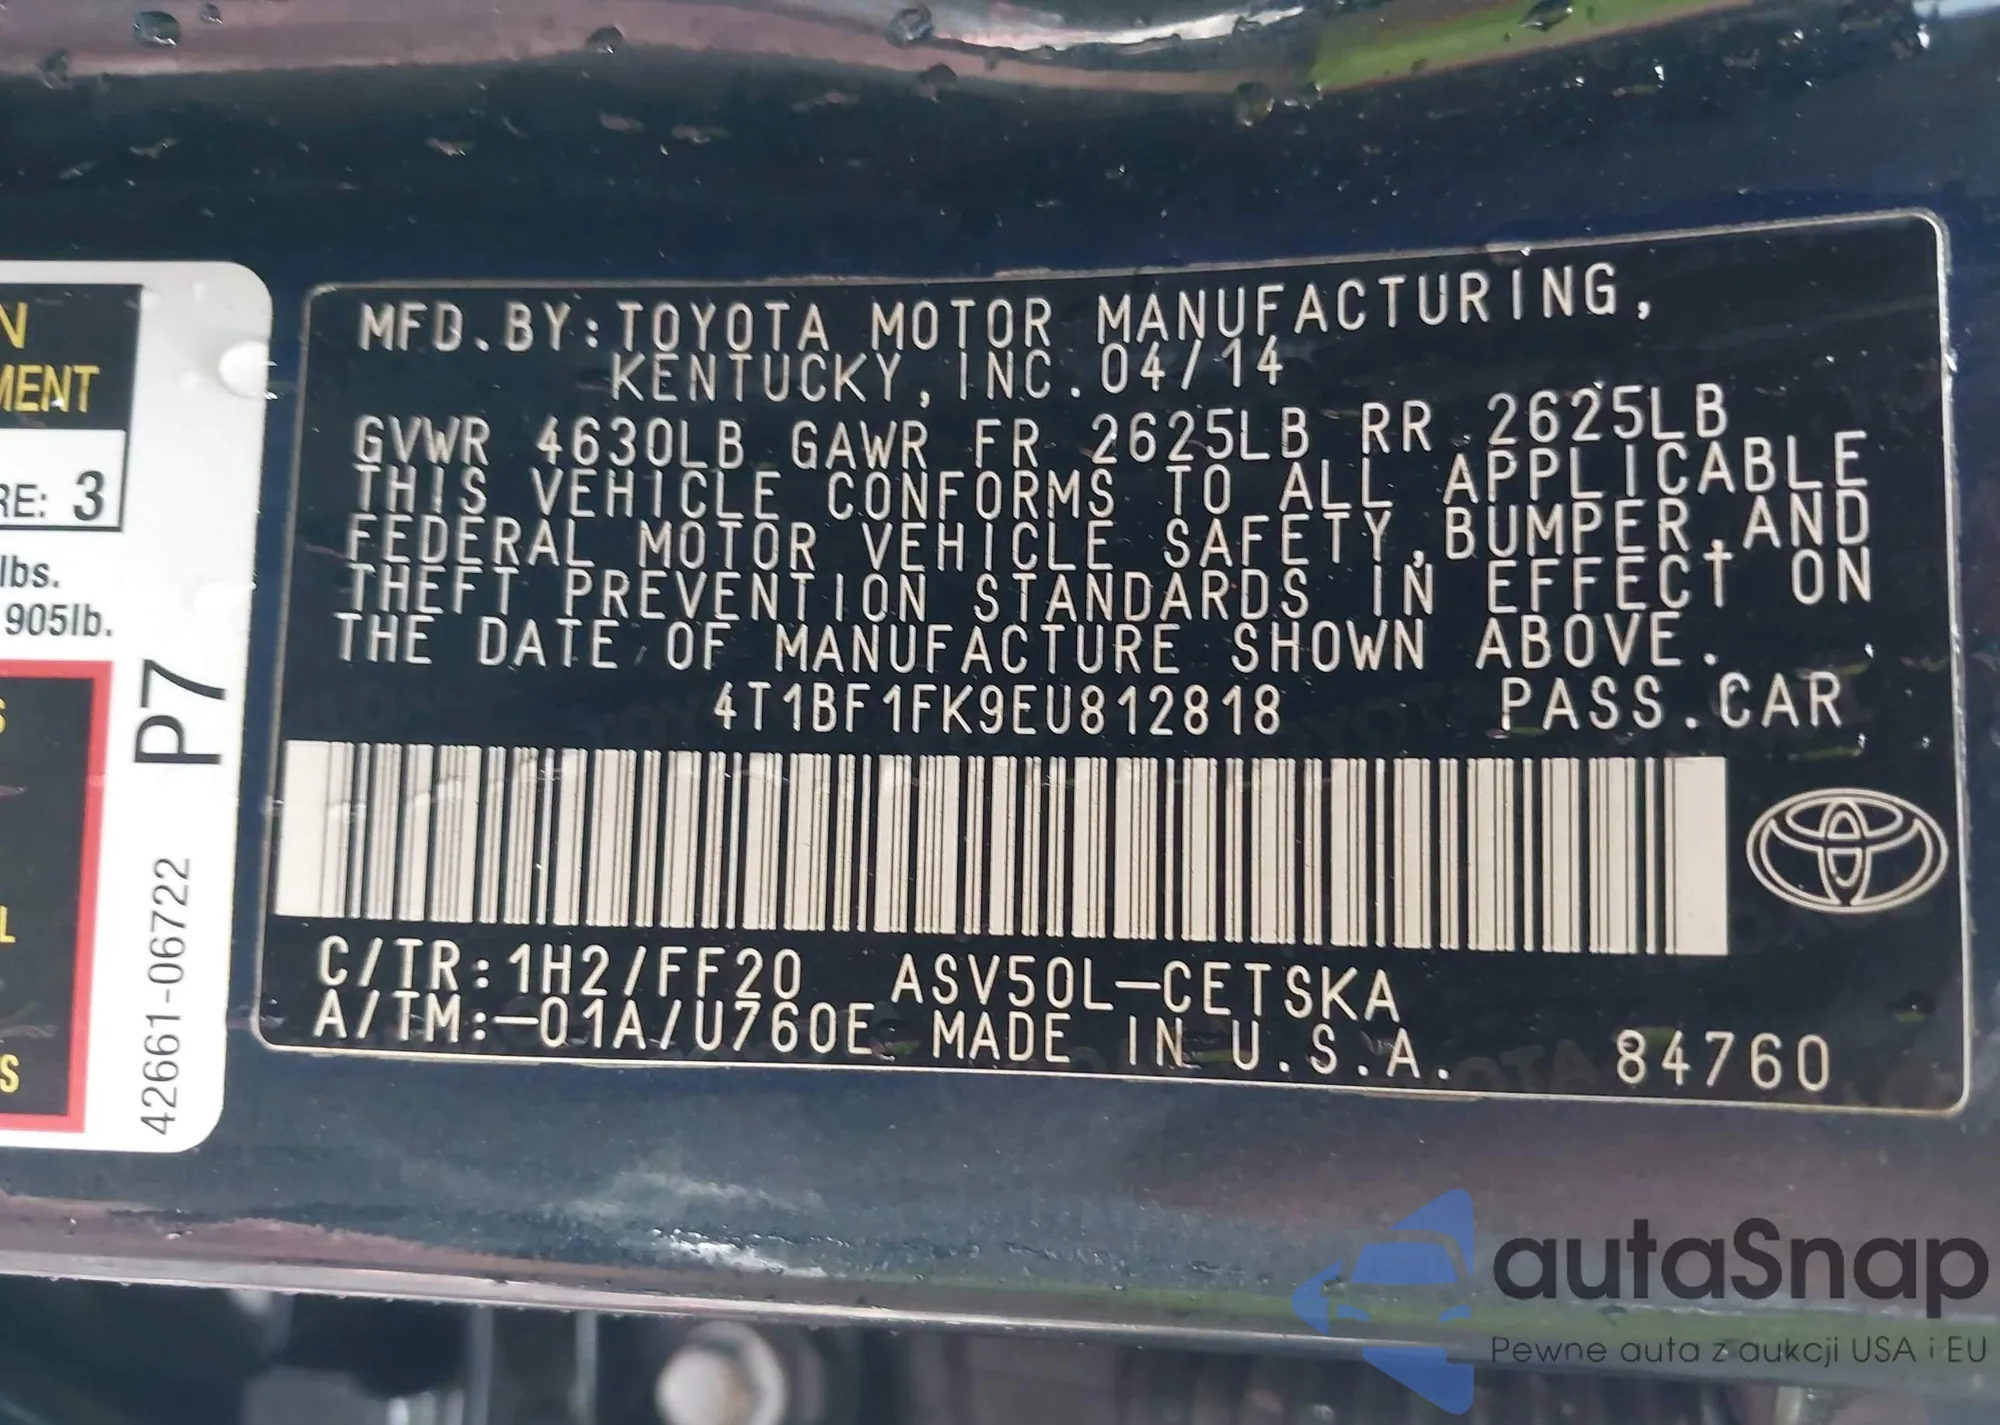 MFD.BY:TOYOTA MOTOR MANUFACTURING,
KENTUCKY,INC.04/14
GVWR 4630LB GAWR FR 2625LB RR 2625LB
THIS VEHICLE CONFORMS TO ALL APPLICABLE
FEDERAL MOTOR VEHICLE SAFETY,BUMPER,AND
THEFT PREVENTION STANDARDS IN EFFECT ON
THE DATE OF MANUFACTURE SHOWN ABOVE.
4T1BF1FK9EU812818 PASS.CAR
C/TR:1H2/FF20 ASV50L-CETSKA
A/TM:-01A/U760E MADE IN U.S.A. 84760
N
MENT
RE: 3
lbs.
905lb.
S
L
S
P7
42661-06722
autaSnap
Pewne auta z aukcji USA i EU